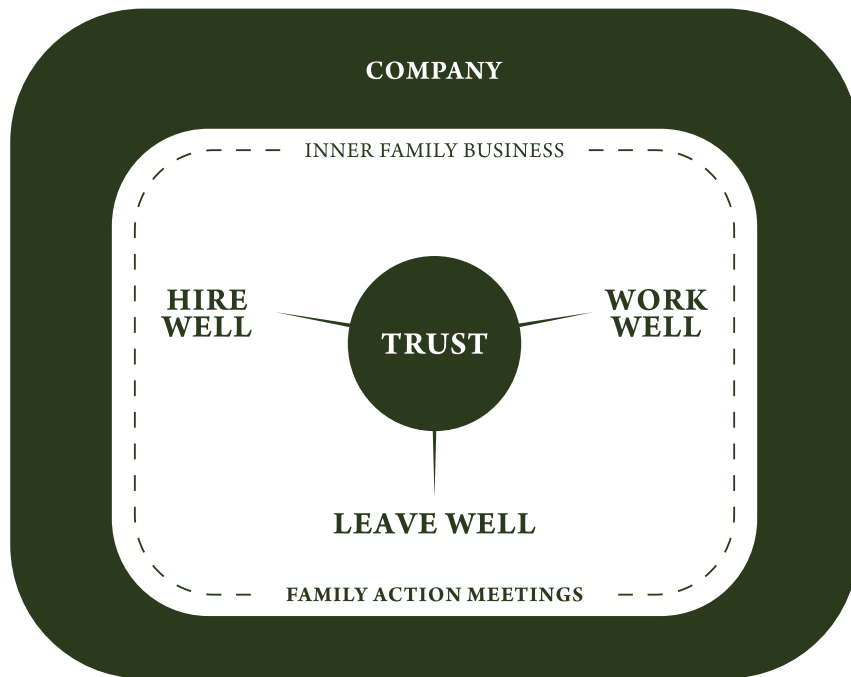 COMPANY
INNER FAMILY BUSINESS
HIRE
WELL
TRUST
WORK
WELL
LEAVE WELL
FAMILY ACTION MEETINGS